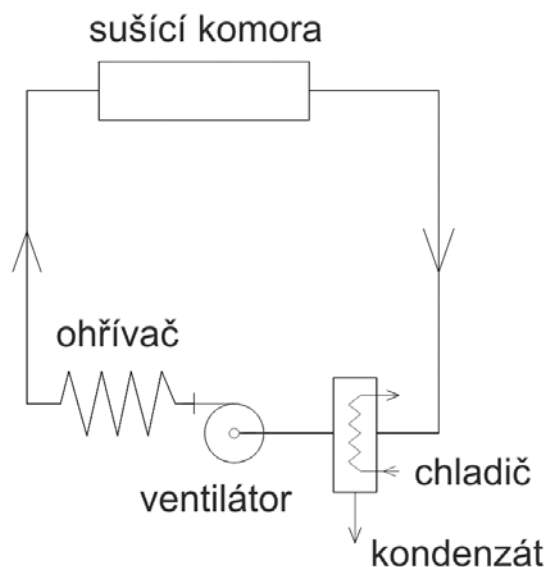 sušící komora
ohřívač
ventilátor
chladič
kondenzát